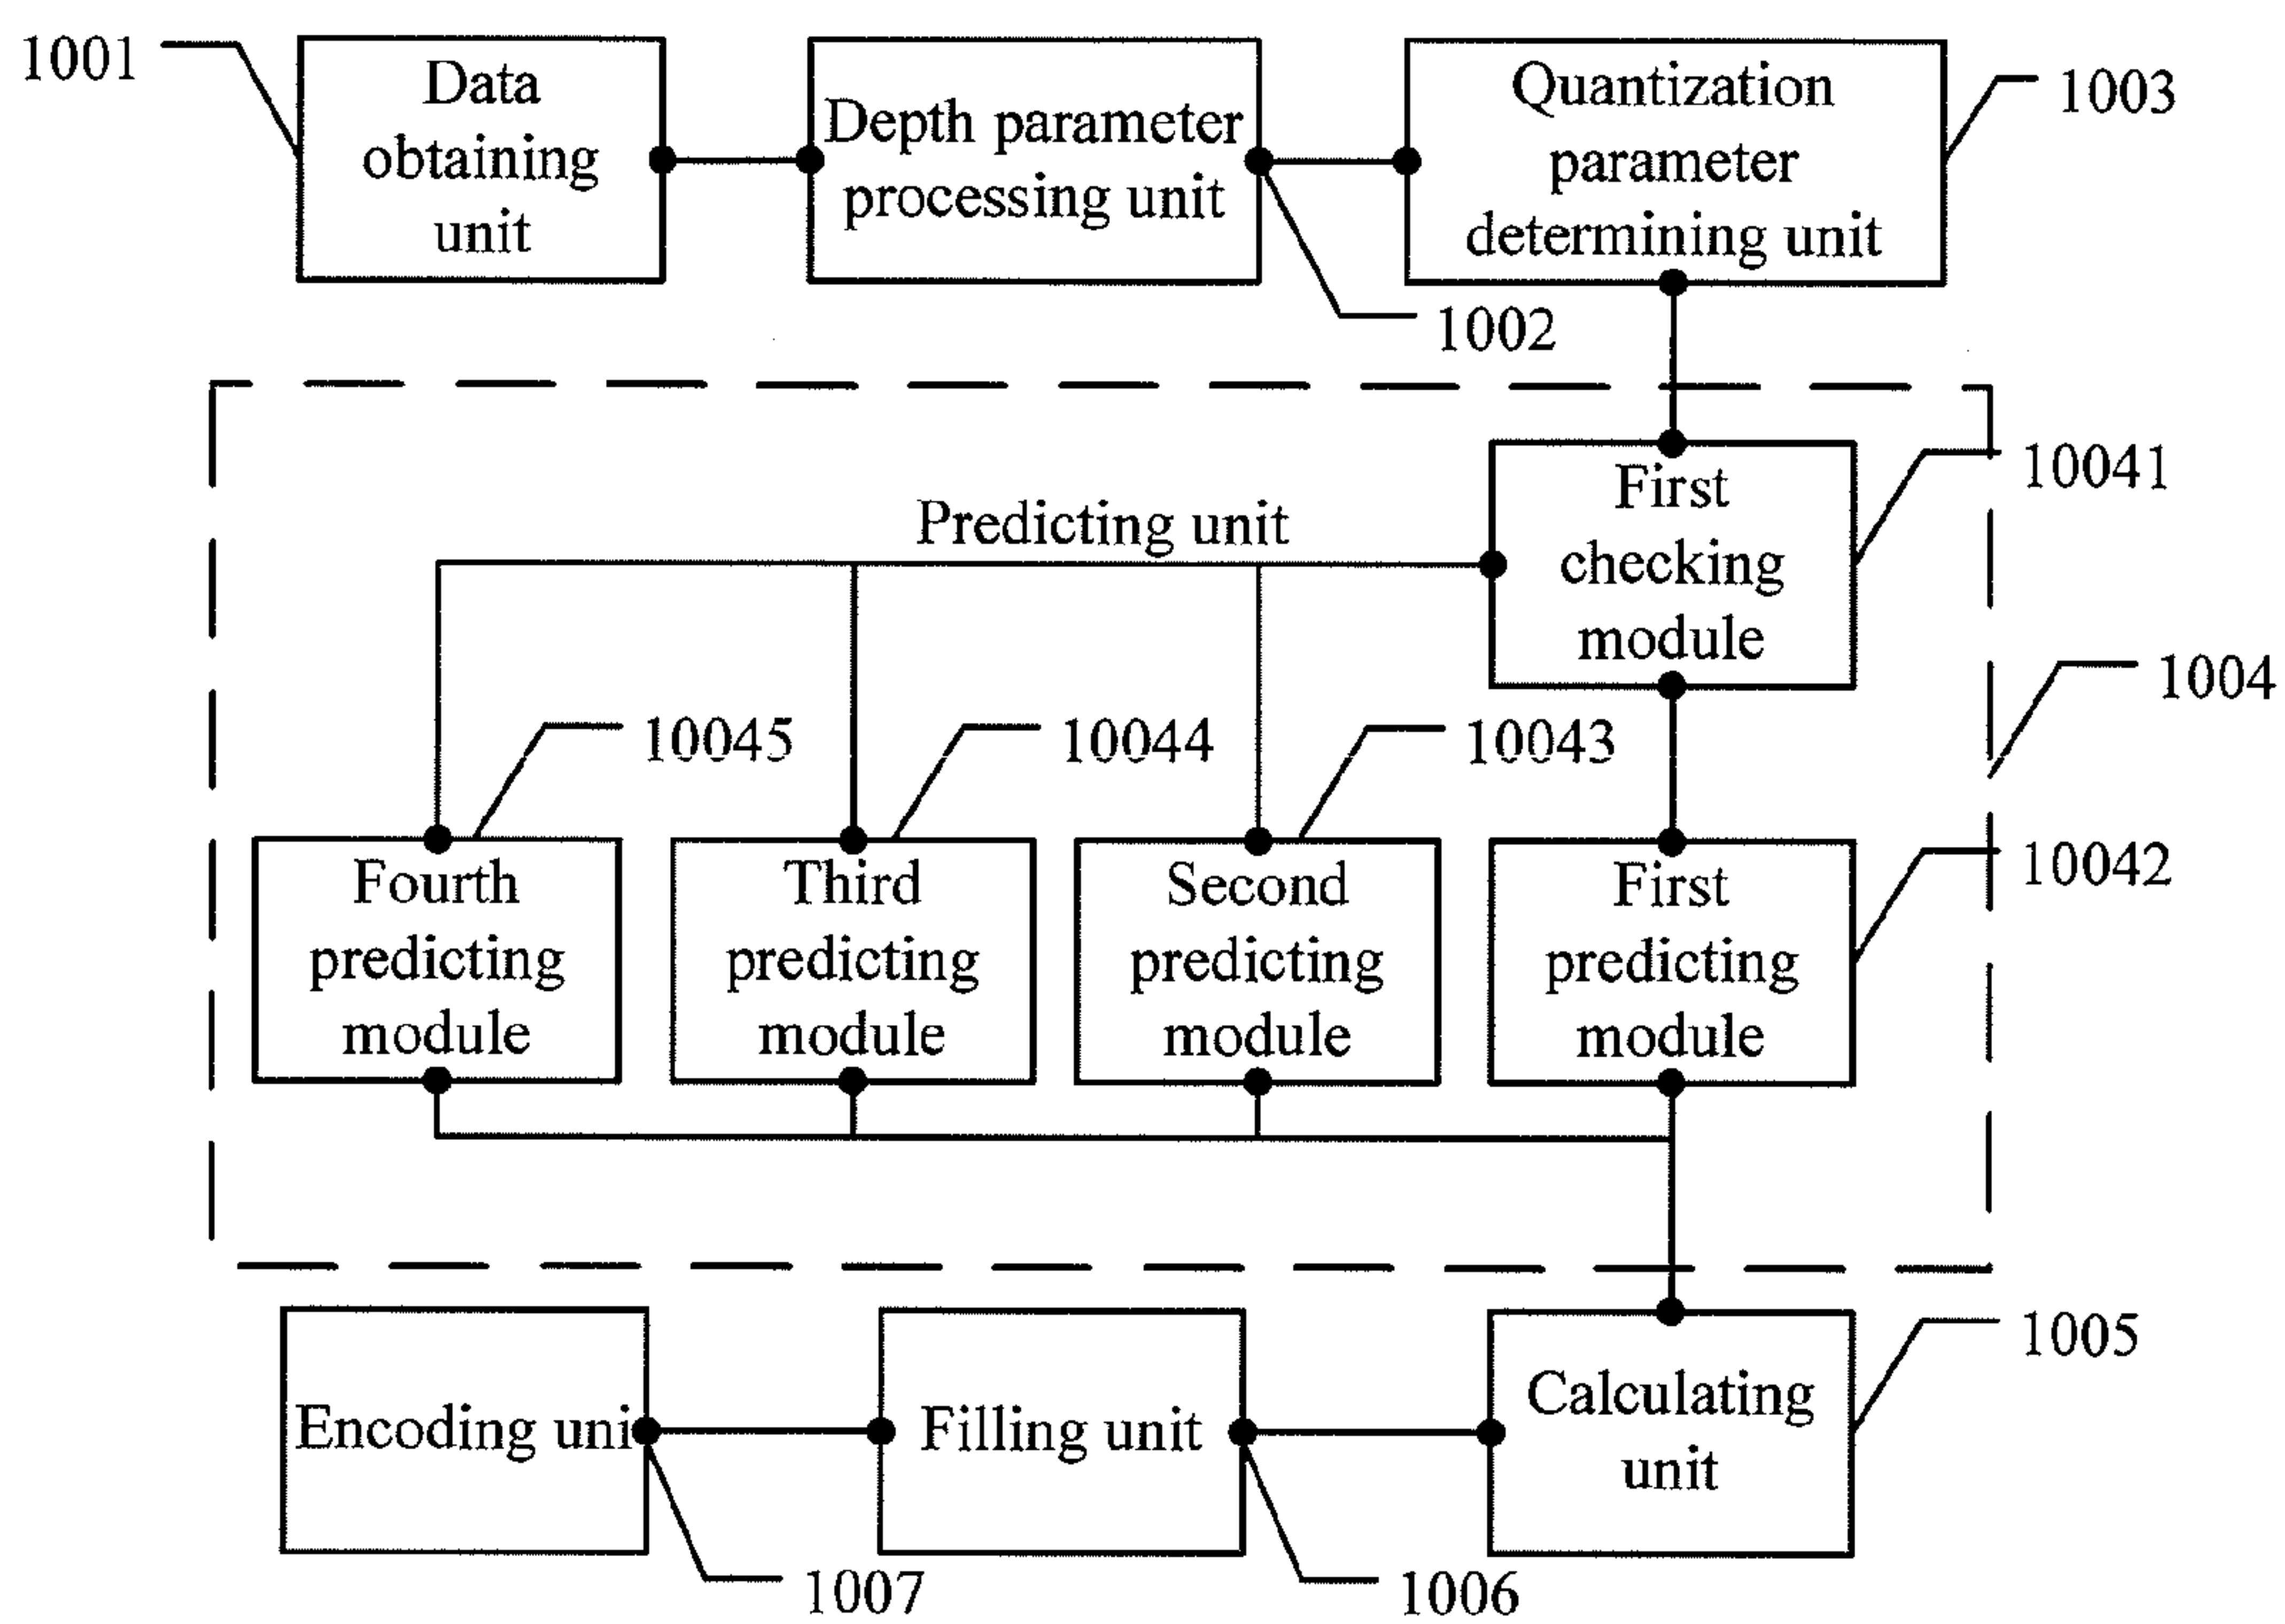 1001
Data
obtaining
unit
Depth parameter
processing unit
1002
Quantization
parameter
determining unit
1003
Predicting unit
First
checking
module
10041
1004
10045
10044
10043
Fourth
predicting
module
Third
predicting
module
Second
predicting
module
First
predicting
module
10042
Encoding uni
1007
Filling unit
1006
Calculating
unit
1005